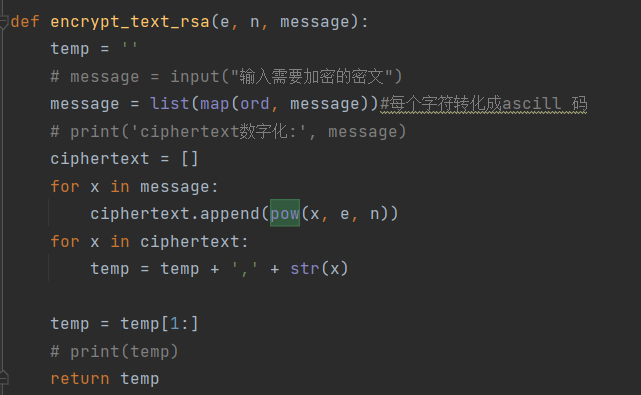 def encrypt_text_rsa(e, n, message):
    temp = ''
    # message = input("输入需要加密的密文")
    message = list(map(ord, message))#每个字符转化成ascill 码
    # print('ciphertext数字化:', message)
    ciphertext = []
    for x in message:
        ciphertext.append(pow(x, e, n))
    for x in ciphertext:
        temp = temp + ',' + str(x)
    temp = temp[1:]
    # print(temp)
    return temp